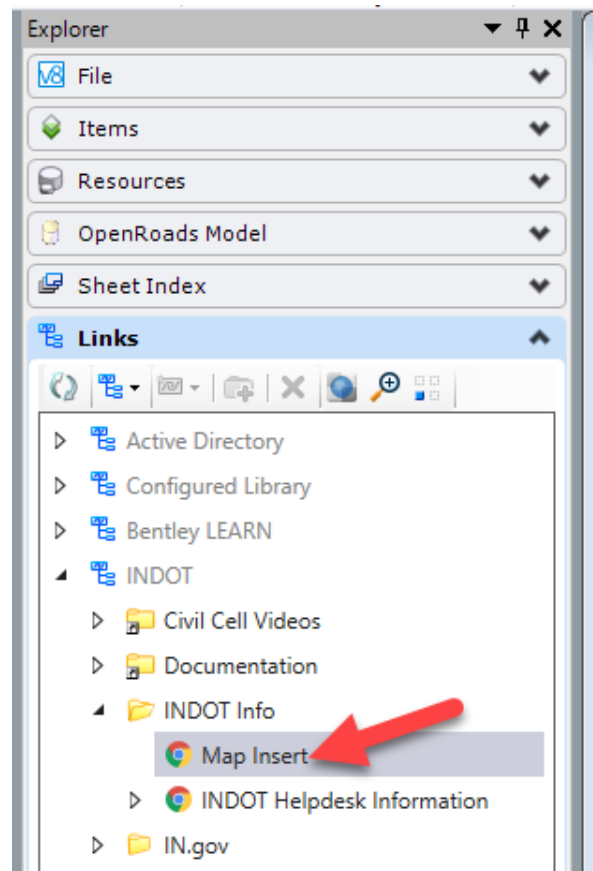 Explorer
V8 File
Items
Resources
OpenRoads Model
Sheet Index
Links
Active Directory
Configured Library
Bentley LEARN
INDOT
Civil Cell Videos
Documentation
INDOT Info
Map Insert
INDOT Helpdesk Information
IN.gov